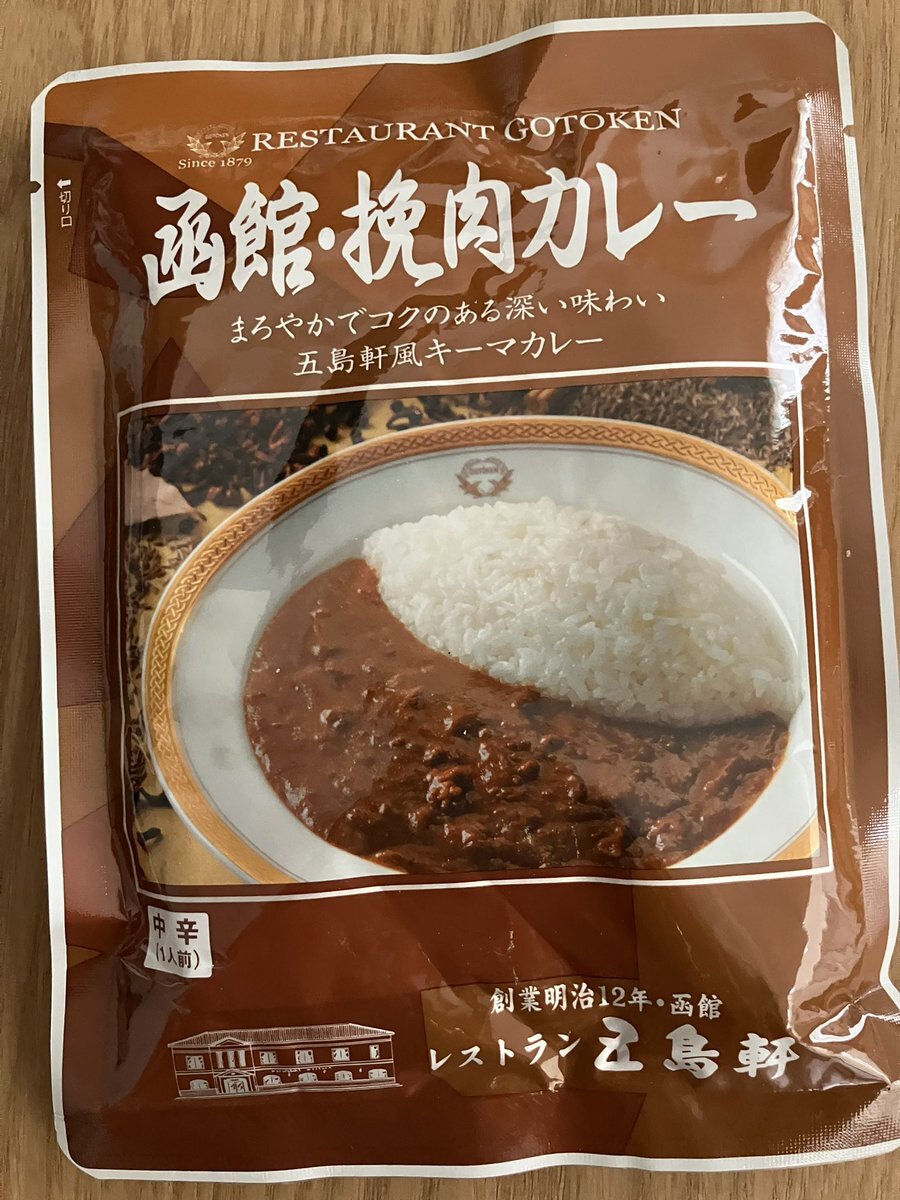 RESTAURANT GOTŌKEN
Since 1879
切り口
函館・挽肉カレー
まろやかでコクのある深い味わい
五島軒風キーマカレー
中辛
(1人前)
創業明治12年・函館
レストラン 五島軒